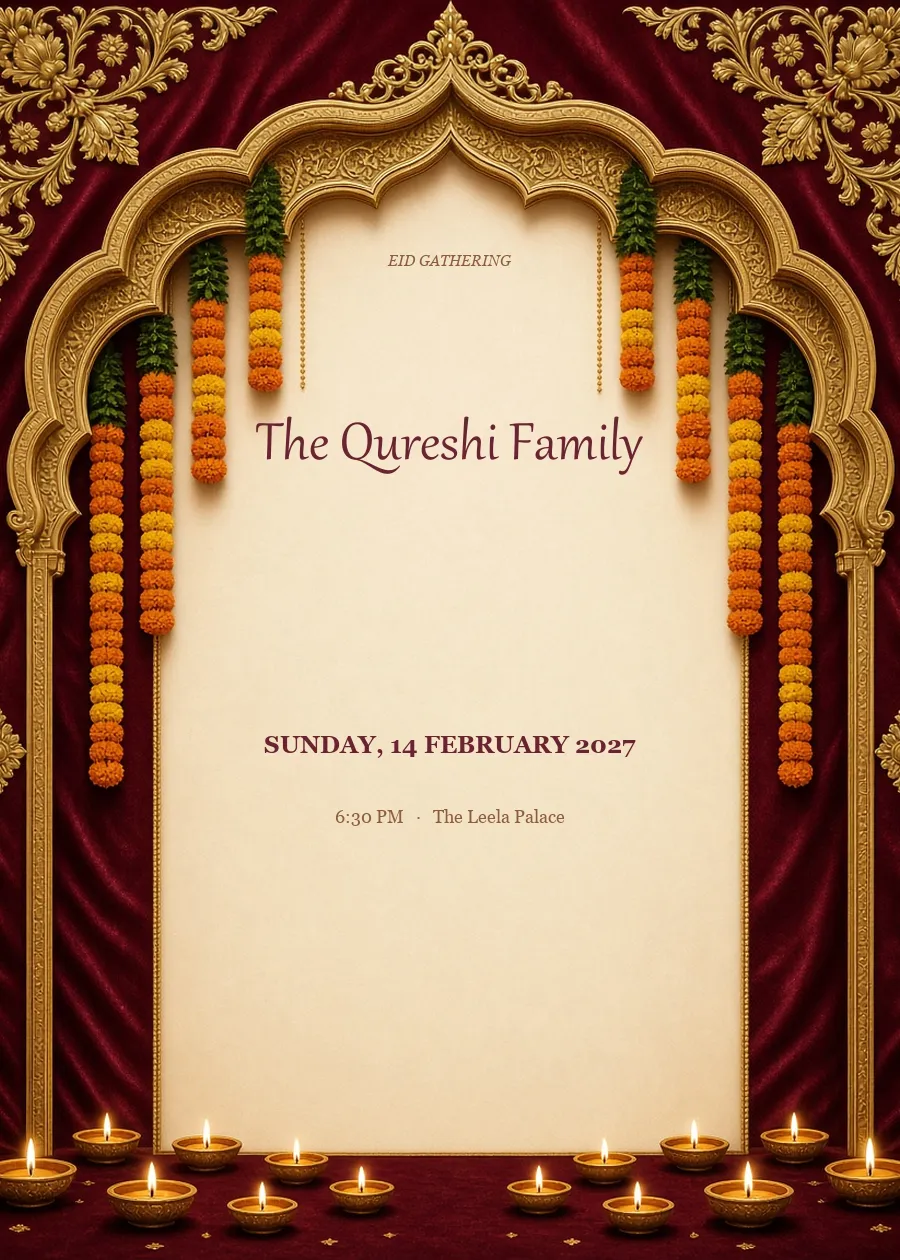 EID GATHERING
The Qureshi Family
SUNDAY, 14 FEBRUARY 2027
6:30 PM · The Leela Palace